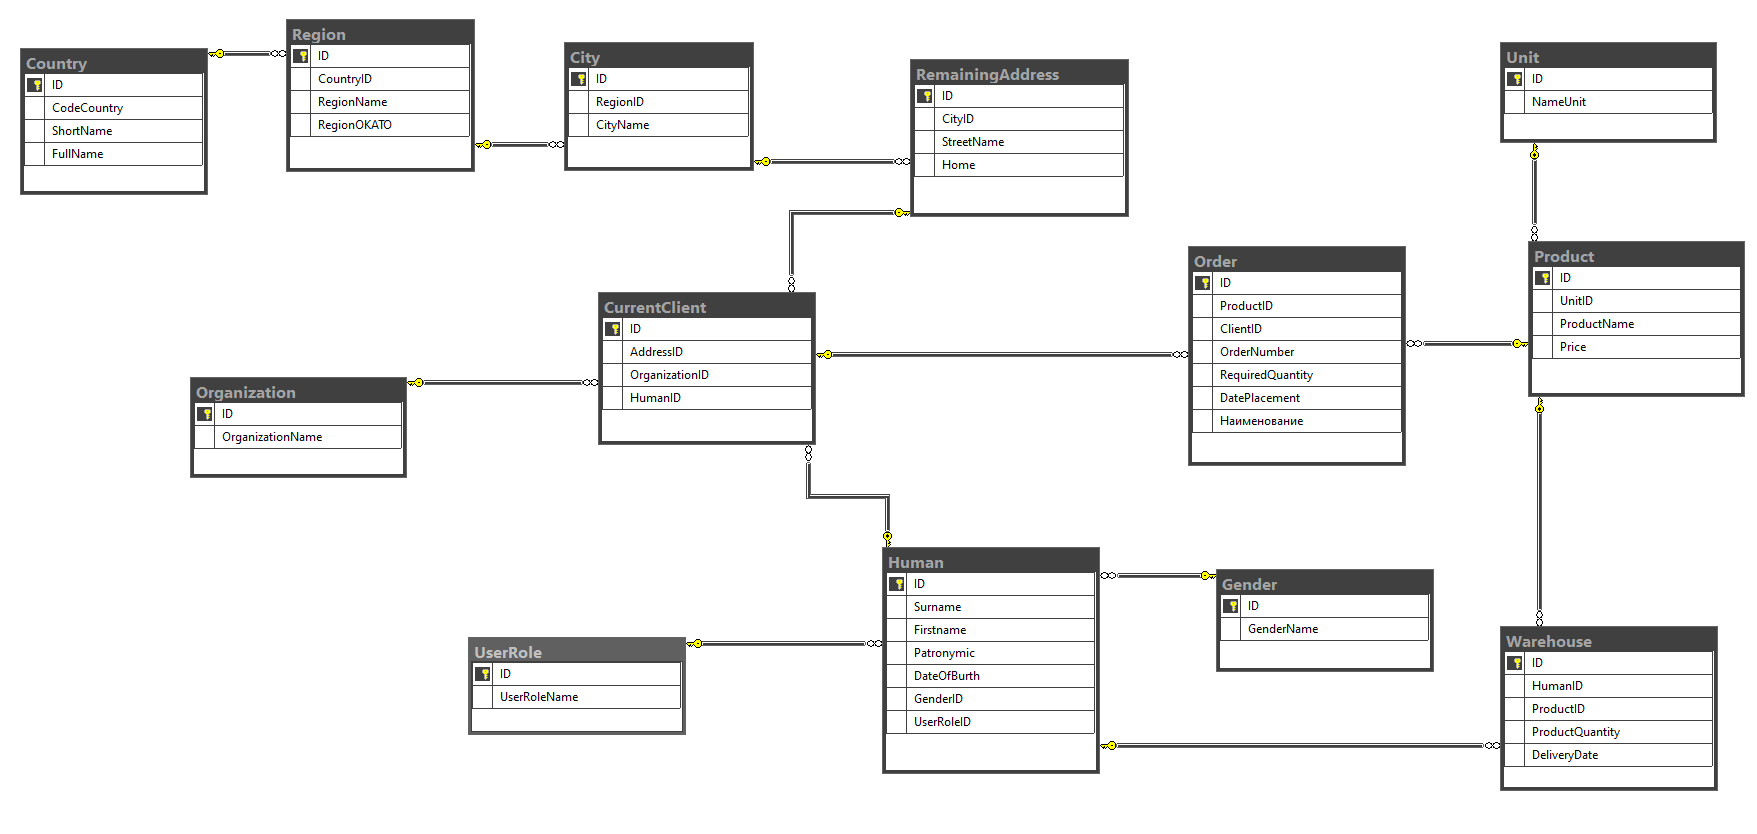 Country
ID
CodeCountry
ShortName
FullName
Region
ID
CountryID
RegionName
RegionOKATO
City
ID
RegionID
CityName
RemainingAddress
ID
CityID
StreetName
Home
Unit
ID
NameUnit
Order
ID
ProductID
ClientID
OrderNumber
RequiredQuantity
DatePlacement
Наименование
Product
ID
UnitID
ProductName
Price
CurrentClient
ID
AddressID
OrganizationID
HumanID
Organization
ID
OrganizationName
Human
ID
Surname
Firstname
Patronymic
DateOfBurth
GenderID
UserRoleID
Gender
ID
GenderName
UserRole
ID
UserRoleName
Warehouse
ID
HumanID
ProductID
ProductQuantity
DeliveryDate